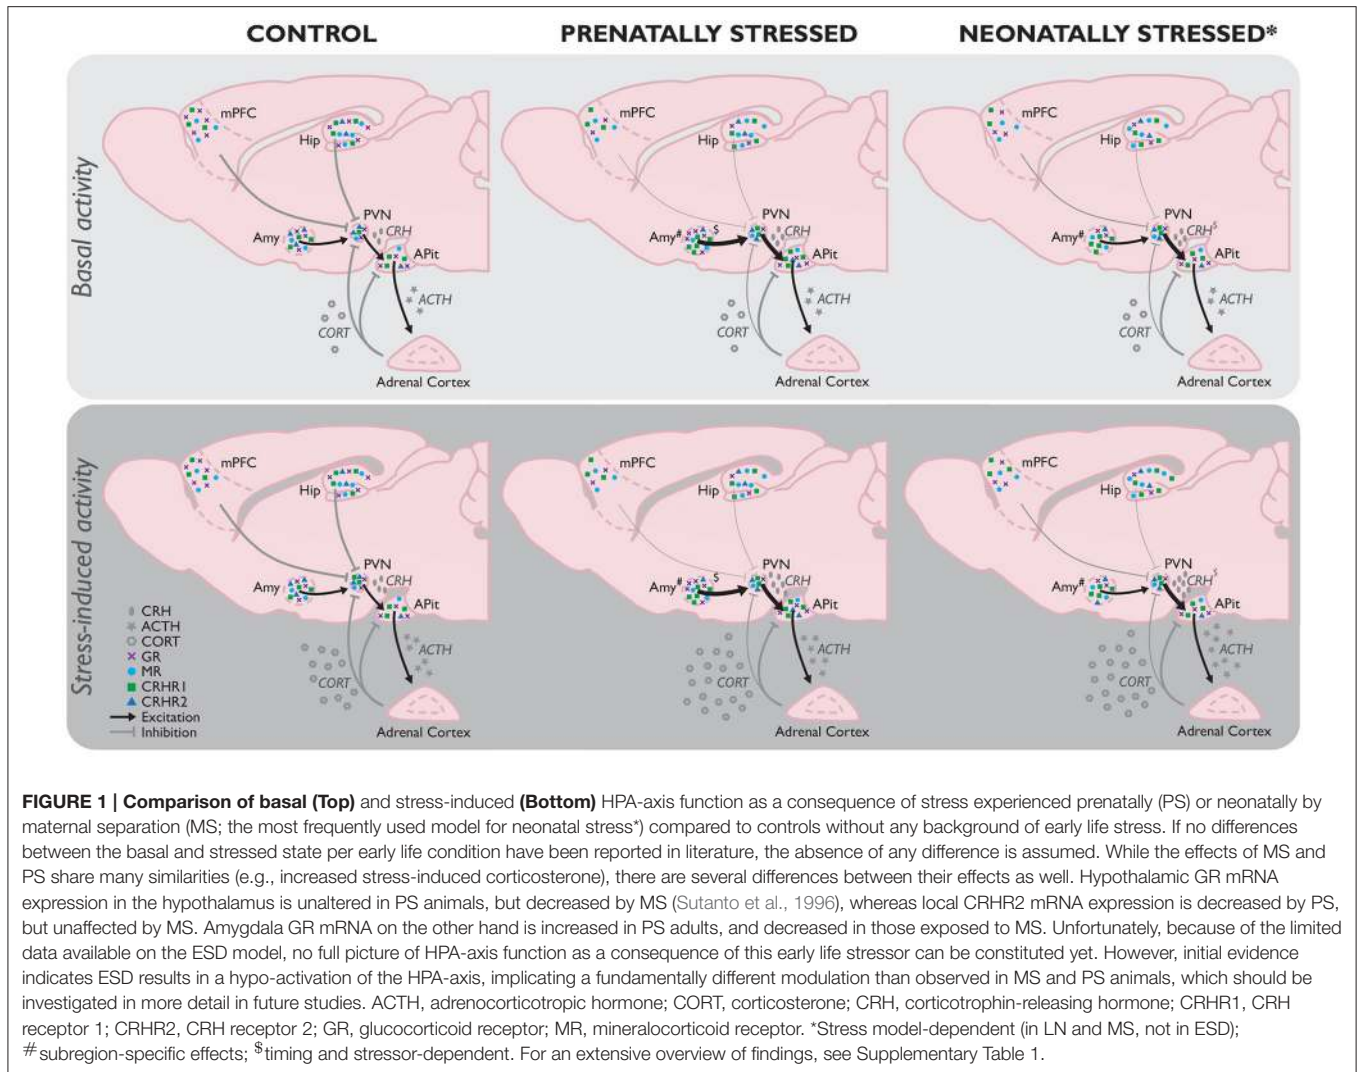 CONTROL
PRENATALLY STRESSED
NEONATALLY STRESSED*
Basal activity
mPFC
Hip
PVN
CRH
Amy
APit
ACTH
CORT
Adrenal Cortex
mPFC
Hip
PVN
CRH
Amy#
$
APit
ACTH
CORT
Adrenal Cortex
mPFC
Hip
PVN
CRH$
Amy#
APit
ACTH
CORT
Adrenal Cortex
Stress-induced activity
mPFC
Hip
PVN
CRH
Amy
APit
ACTH
CORT
Adrenal Cortex
CRH
ACTH
CORT
GR
MR
CRHR1
CRHR2
Excitation
Inhibition
mPFC
Hip
PVN
CRH
Amy#
$
APit
ACTH
CORT
Adrenal Cortex
mPFC
Hip
PVN
CRH$
Amy#
APit
ACTH
CORT
Adrenal Cortex
FIGURE 1 | Comparison of basal (Top) and stress-induced (Bottom) HPA-axis function as a consequence of stress experienced prenatally (PS) or neonatally by
maternal separation (MS; the most frequently used model for neonatal stress*) compared to controls without any background of early life stress. If no differences
between the basal and stressed state per early life condition have been reported in literature, the absence of any difference is assumed. While the effects of MS and
PS share many similarities (e.g., increased stress-induced corticosterone), there are several differences between their effects as well. Hypothalamic GR mRNA
expression in the hypothalamus is unaltered in PS animals, but decreased by MS (Sutanto et al., 1996), whereas local CRHR2 mRNA expression is decreased by PS,
but unaffected by MS. Amygdala GR mRNA on the other hand is increased in PS adults, and decreased in those exposed to MS. Unfortunately, because of the limited
data available on the ESD model, no full picture of HPA-axis function as a consequence of this early life stressor can be constituted yet. However, initial evidence
indicates ESD results in a hypo-activation of the HPA-axis, implicating a fundamentally different modulation than observed in MS and PS animals, which should be
investigated in more detail in future studies. ACTH, adrenocorticotropic hormone; CORT, corticosterone; CRH, corticotrophin-releasing hormone; CRHR1, CRH
receptor 1; CRHR2, CRH receptor 2; GR, glucocorticoid receptor; MR, mineralocorticoid receptor. *Stress model-dependent (in LN and MS, not in ESD);
#subregion-specific effects; $timing and stressor-dependent. For an extensive overview of findings, see Supplementary Table 1.